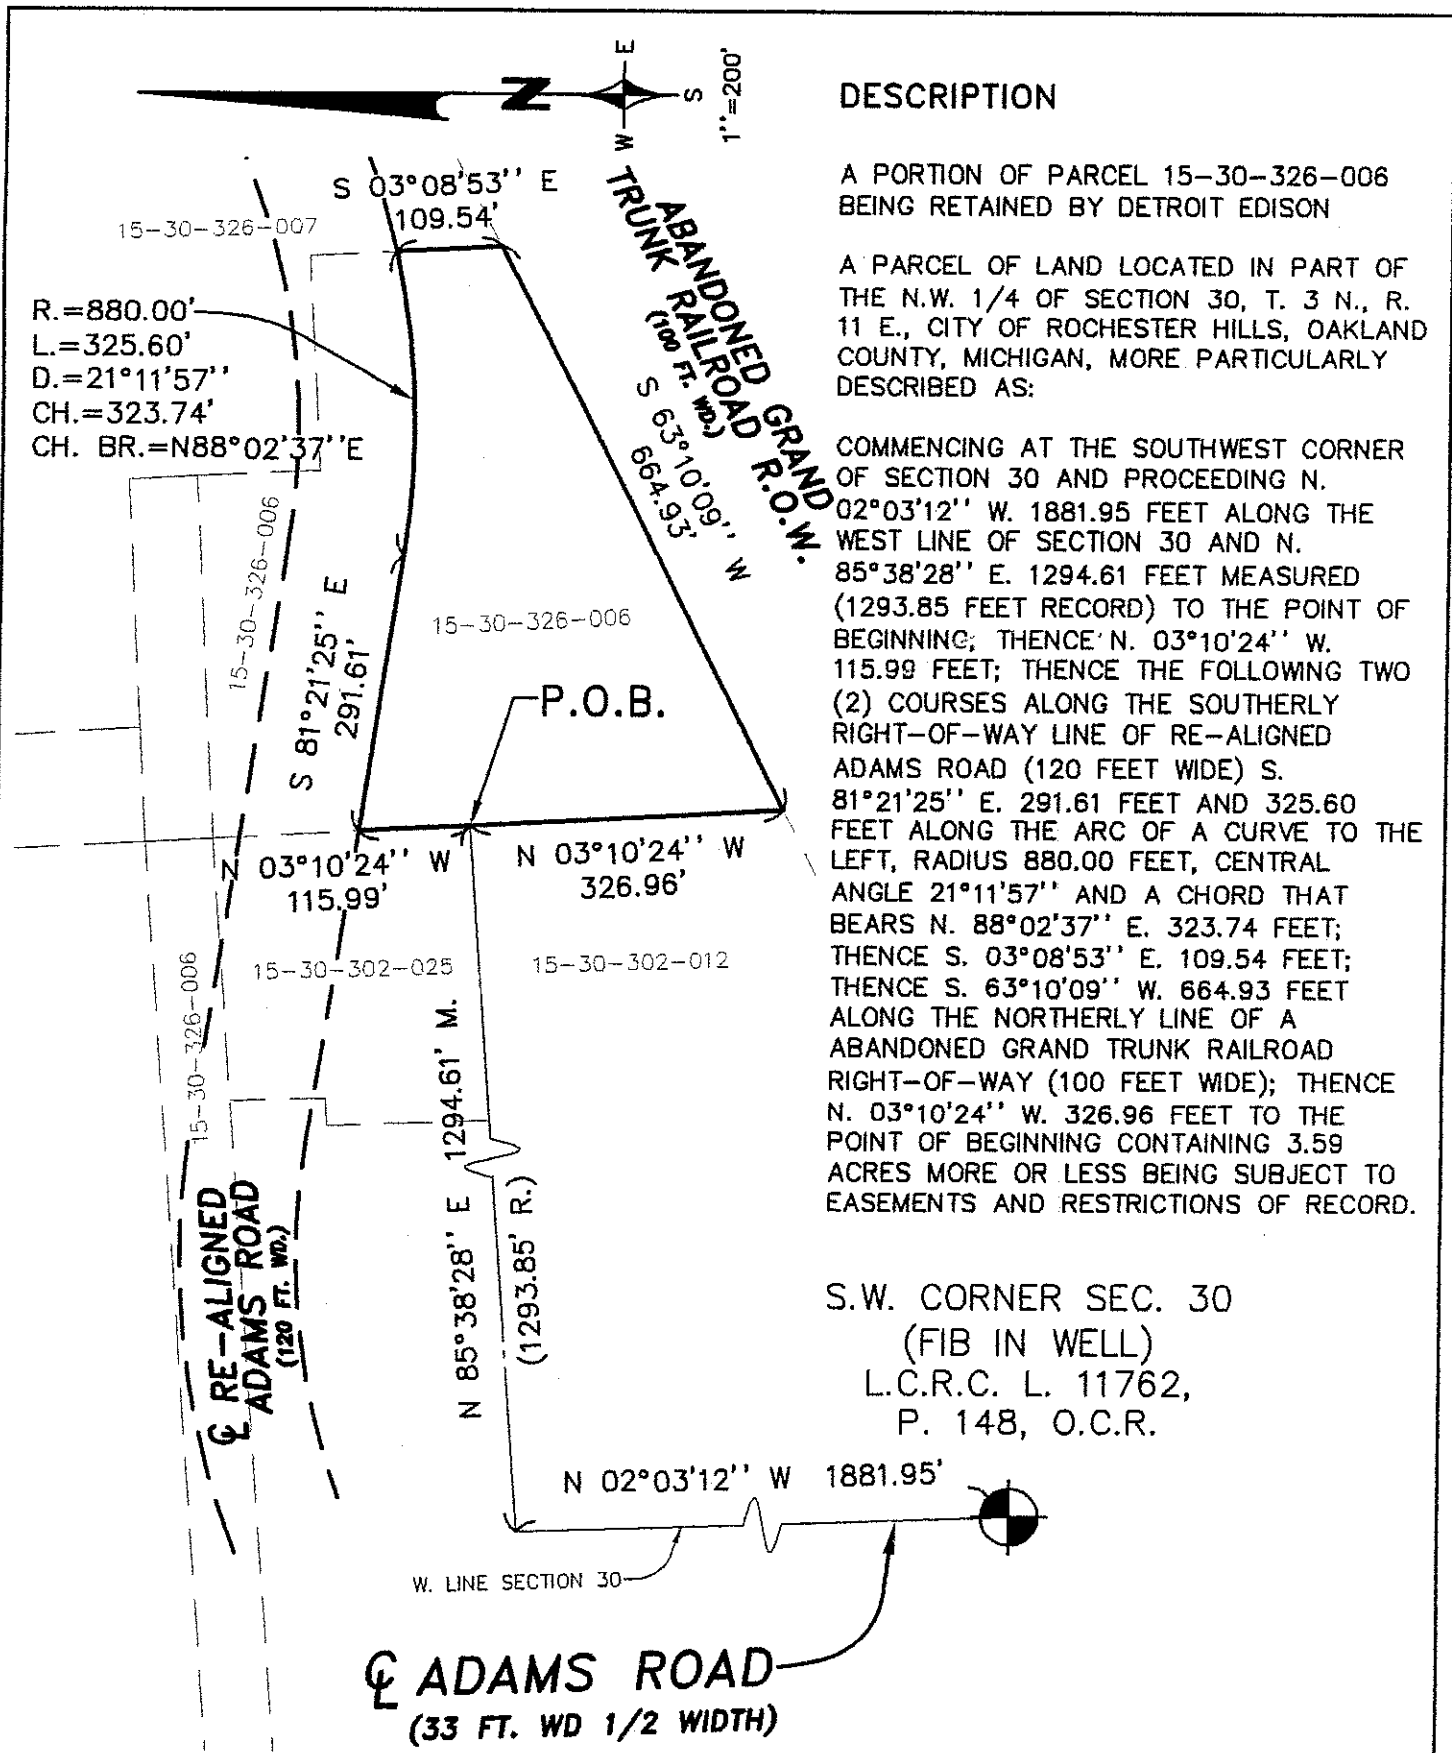 E
N
S
W
1''=200'
S 03°08'53'' E
109.54'
15-30-326-007
R.=880.00'
L.=325.60'
D.=21°11'57''
CH.=323.74'
CH. BR.=N88°02'37''E
ABANDONED GRAND
TRUNK RAILROAD R.O.W.
(100 FT. WD.)
S 63°10'09'' W
664.93'
15-30-326-006
S 81°21'25'' E
291.61'
15-30-326-006
P.O.B.
N 03°10'24'' W
115.99'
N 03°10'24'' W
326.96'
15-30-302-025
15-30-302-012
15-30-326-006
N 85°38'28'' E 1294.61' M.
(1293.85' R.)
℄ RE-ALIGNED
ADAMS ROAD
(120 FT. WD.)
N 02°03'12'' W 1881.95'
W. LINE SECTION 30
℄ ADAMS ROAD
(33 FT. WD 1/2 WIDTH)
DESCRIPTION
A PORTION OF PARCEL 15-30-326-006
BEING RETAINED BY DETROIT EDISON
A PARCEL OF LAND LOCATED IN PART OF
THE N.W. 1/4 OF SECTION 30, T. 3 N., R.
11 E., CITY OF ROCHESTER HILLS, OAKLAND
COUNTY, MICHIGAN, MORE PARTICULARLY
DESCRIBED AS:
COMMENCING AT THE SOUTHWEST CORNER
OF SECTION 30 AND PROCEEDING N.
02°03'12'' W. 1881.95 FEET ALONG THE
WEST LINE OF SECTION 30 AND N.
85°38'28'' E. 1294.61 FEET MEASURED
(1293.85 FEET RECORD) TO THE POINT OF
BEGINNING; THENCE N. 03°10'24'' W.
115.99 FEET; THENCE THE FOLLOWING TWO
(2) COURSES ALONG THE SOUTHERLY
RIGHT-OF-WAY LINE OF RE-ALIGNED
ADAMS ROAD (120 FEET WIDE) S.
81°21'25'' E. 291.61 FEET AND 325.60
FEET ALONG THE ARC OF A CURVE TO THE
LEFT, RADIUS 880.00 FEET, CENTRAL
ANGLE 21°11'57'' AND A CHORD THAT
BEARS N. 88°02'37'' E. 323.74 FEET;
THENCE S. 03°08'53'' E. 109.54 FEET;
THENCE S. 63°10'09'' W. 664.93 FEET
ALONG THE NORTHERLY LINE OF A
ABANDONED GRAND TRUNK RAILROAD
RIGHT-OF-WAY (100 FEET WIDE); THENCE
N. 03°10'24'' W. 326.96 FEET TO THE
POINT OF BEGINNING CONTAINING 3.59
ACRES MORE OR LESS BEING SUBJECT TO
EASEMENTS AND RESTRICTIONS OF RECORD.
S.W. CORNER SEC. 30
(FIB IN WELL)
L.C.R.C. L. 11762,
P. 148, O.C.R.